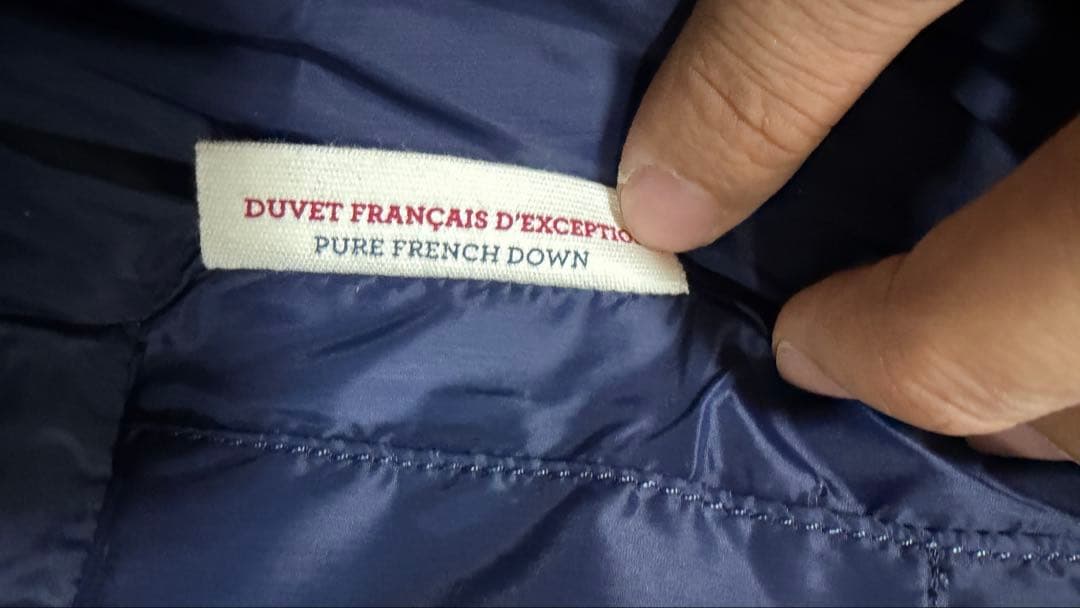 DUVET FRANÇAIS D'EXCEPTIO
PURE FRENCH DOWN